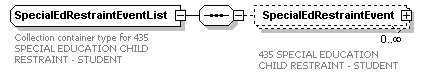 SpecialEdRestraintEventList
SpecialEdRestraintEvent
0..∞
Collection container type for 435
SPECIAL EDUCATION CHILD
RESTRAINT - STUDENT
435 SPECIAL EDUCATION
CHILD RESTRAINT - STUDENT